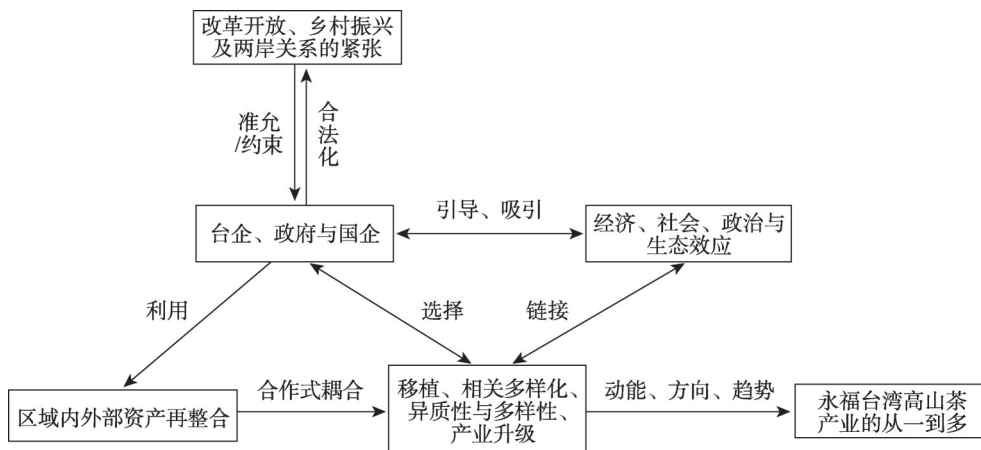 改革开放、乡村振兴
及两岸关系的紧张
准允
/约束
合
法
化
台企、政府与国企
引导、吸引
经济、社会、政治与
生态效应
利用
选择
链接
区域内外部资产再整合
合作式耦合
移植、相关多样化、
异质性与多样性、
产业升级
动能、方向、趋势
永福台湾高山茶
产业的从一到多